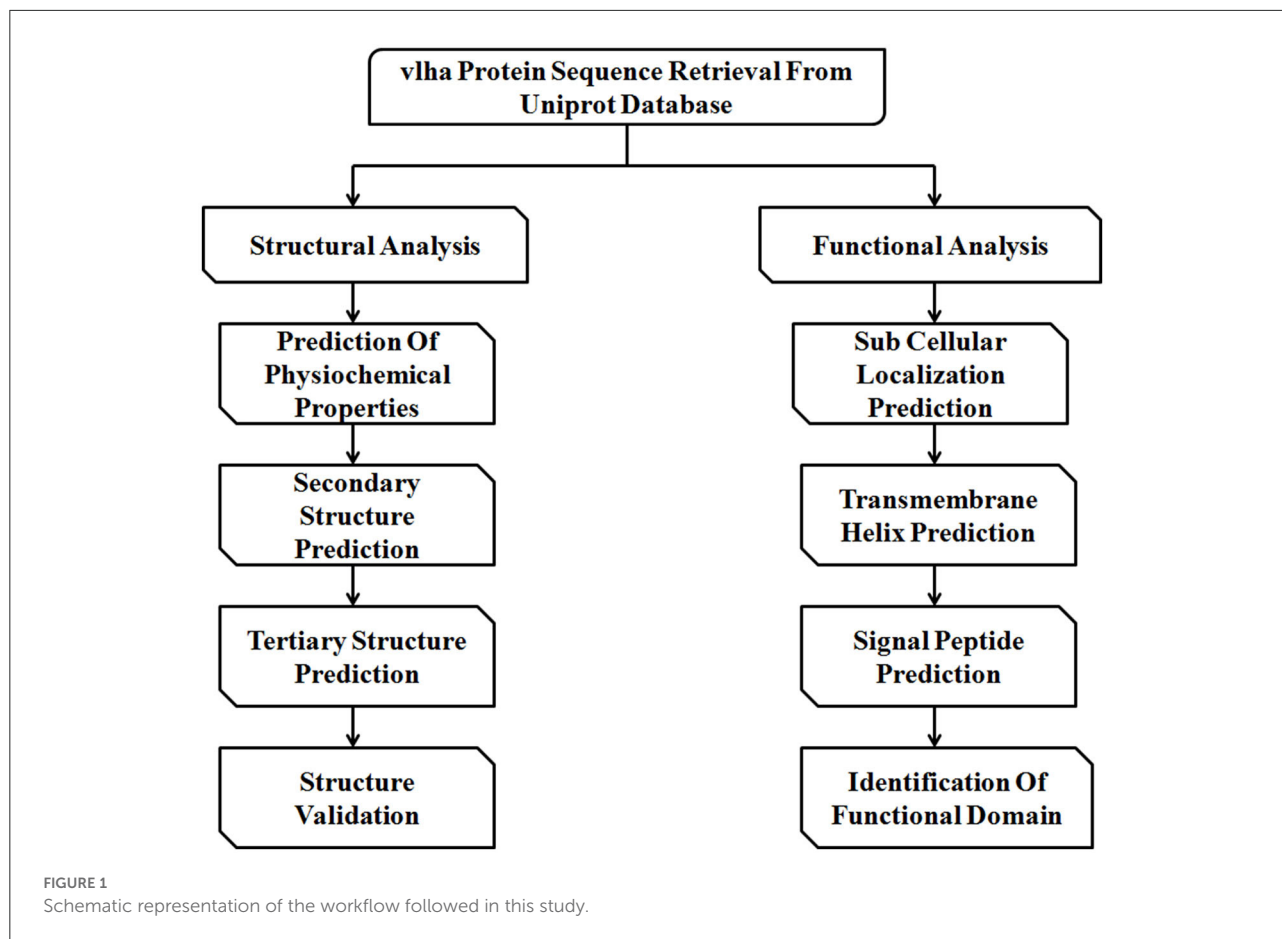 vlha Protein Sequence Retrieval From
Uniprot Database
Structural Analysis
Prediction Of
Physiochemical
Properties
Secondary
Structure
Prediction
Tertiary Structure
Prediction
Structure
Validation
Functional Analysis
Sub Cellular
Localization
Prediction
Transmembrane
Helix Prediction
Signal Peptide
Prediction
Identification Of
Functional Domain
FIGURE 1
Schematic representation of the workflow followed in this study.